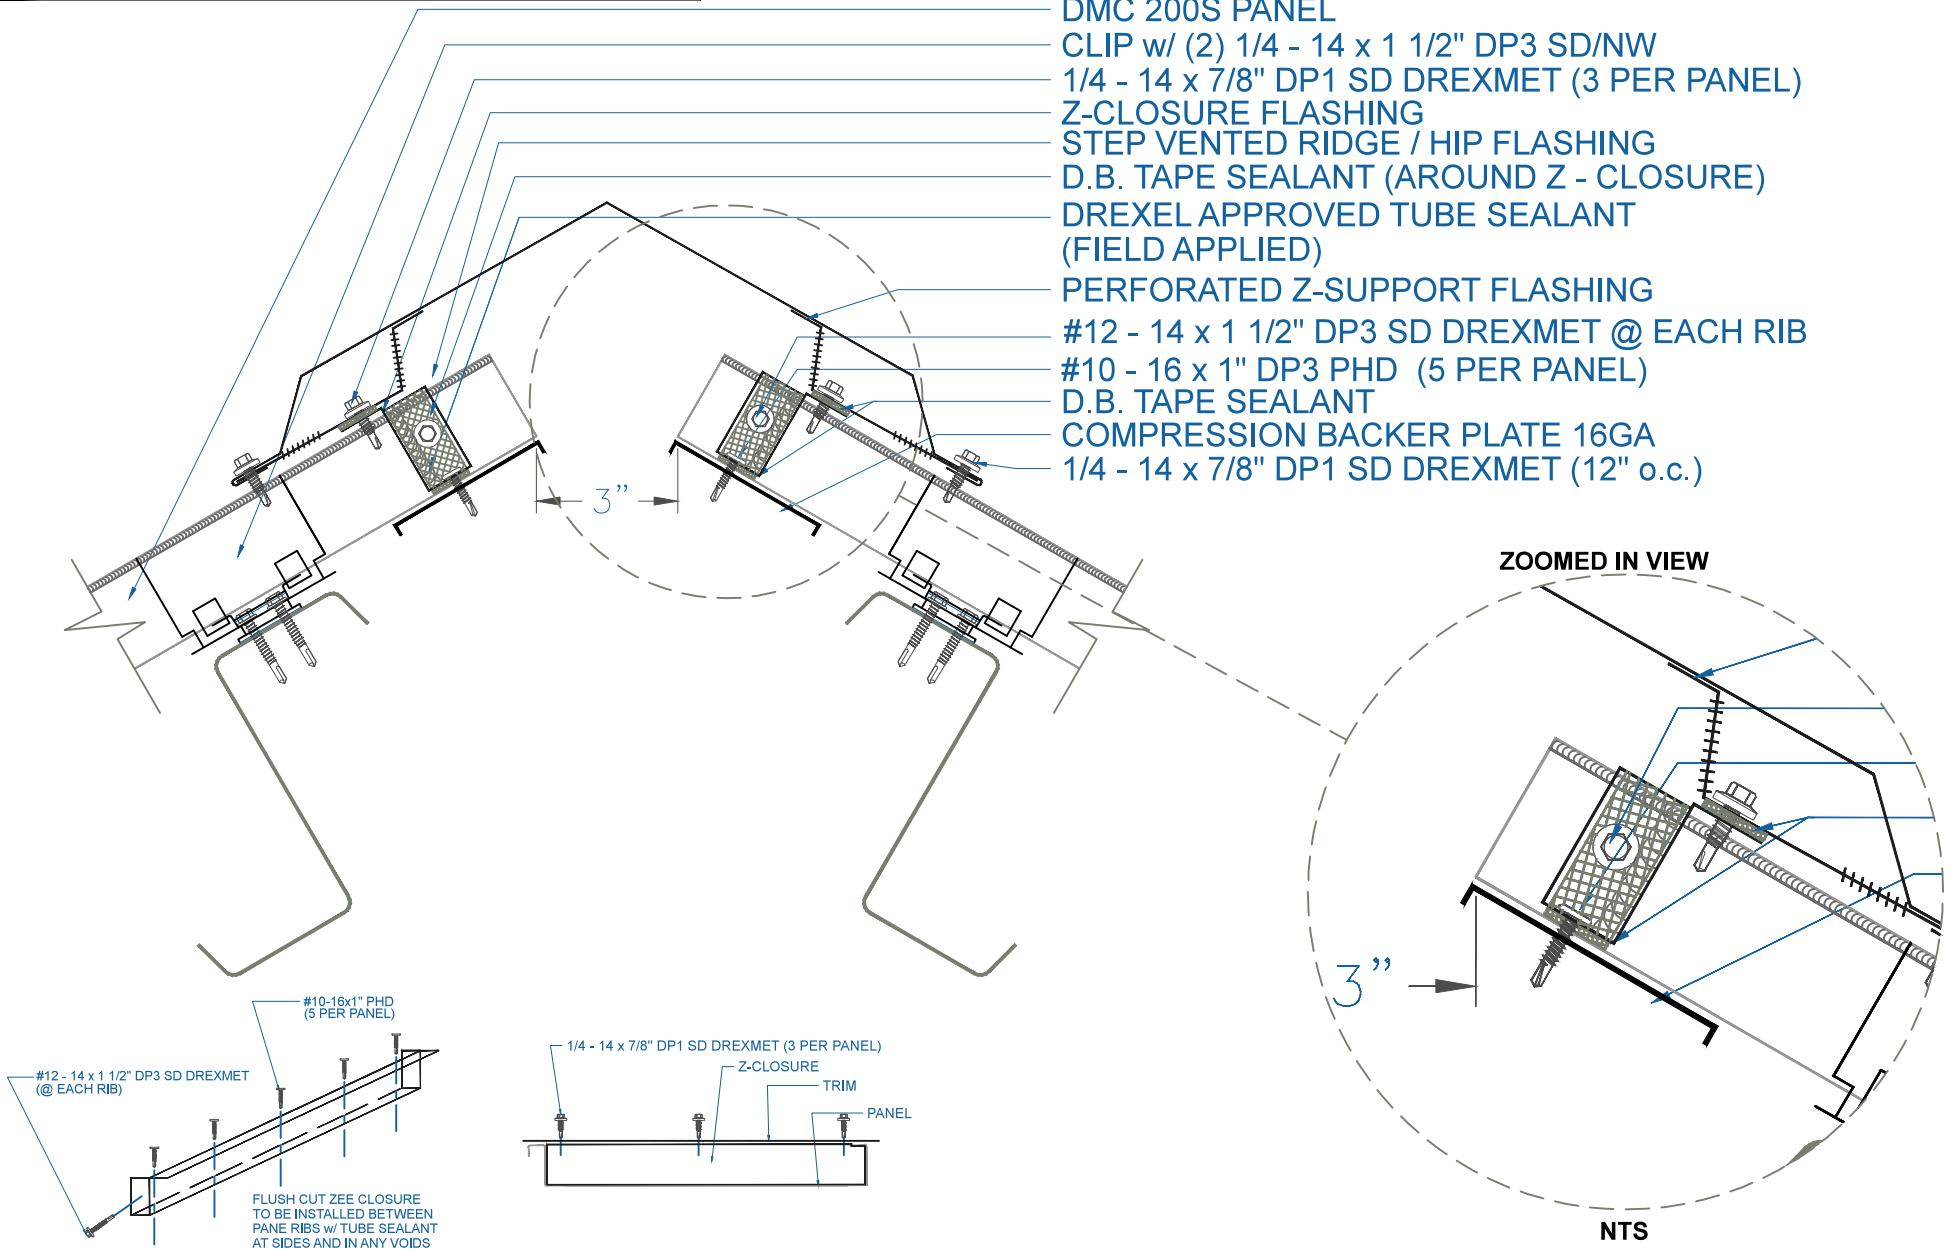 DMC 200S PANEL
CLIP w/ (2) 1/4 - 14 x 1 1/2" DP3 SD/NW
1/4 - 14 x 7/8" DP1 SD DREXMET (3 PER PANEL)
Z-CLOSURE FLASHING
STEP VENTED RIDGE / HIP FLASHING
D.B. TAPE SEALANT (AROUND Z - CLOSURE)
DREXEL APPROVED TUBE SEALANT
(FIELD APPLIED)
PERFORATED Z-SUPPORT FLASHING
#12 - 14 x 1 1/2" DP3 SD DREXMET @ EACH RIB
#10 - 16 x 1" DP3 PHD (5 PER PANEL)
D.B. TAPE SEALANT
COMPRESSION BACKER PLATE 16GA
1/4 - 14 x 7/8" DP1 SD DREXMET (12" o.c.)
3"
ZOOMED IN VIEW
3"
NTS
#10-16x1" PHD
(5 PER PANEL)
#12 - 14 x 1 1/2" DP3 SD DREXMET
(@ EACH RIB)
FLUSH CUT ZEE CLOSURE
TO BE INSTALLED BETWEEN
PANE RIBS w/ TUBE SEALANT
AT SIDES AND IN ANY VOIDS
1/4 - 14 x 7/8" DP1 SD DREXMET (3 PER PANEL)
Z-CLOSURE
TRIM
PANEL